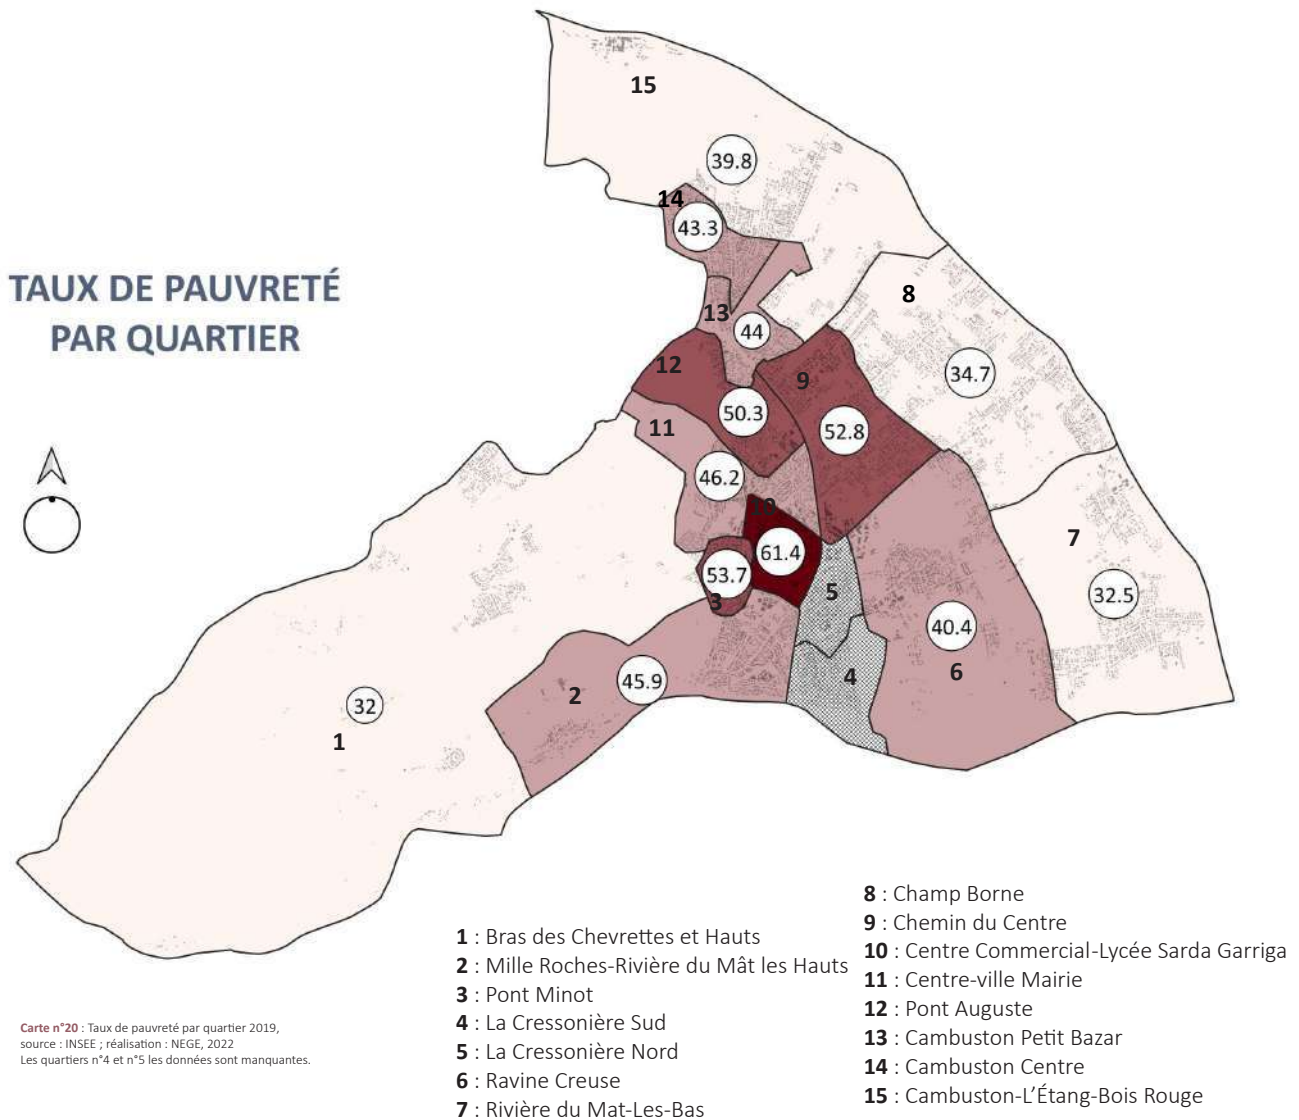 15
39.8
14
43.3
TAUX DE PAUVRETÉ
PAR QUARTIER
13
44
8
12
9
34.7
50.3
52.8
11
46.2
10
61.4
7
53.7
3
5
32.5
40.4
6
4
2
45.9
32
1
1 : Bras des Chevrettes et Hauts
2 : Mille Roches-Rivière du Mât les Hauts
3 : Pont Minot
4 : La Cressonière Sud
5 : La Cressonière Nord
6 : Ravine Creuse
7 : Rivière du Mat-Les-Bas
8 : Champ Borne
9 : Chemin du Centre
10 : Centre Commercial-Lycée Sarda Garriga
11 : Centre-ville Mairie
12 : Pont Auguste
13 : Cambuston Petit Bazar
14 : Cambuston Centre
15 : Cambuston-L'Étang-Bois Rouge
Carte n°20 : Taux de pauvreté par quartier 2019,
source : INSEE ; réalisation : NEGE, 2022
Les quartiers n°4 et n°5 les données sont manquantes.